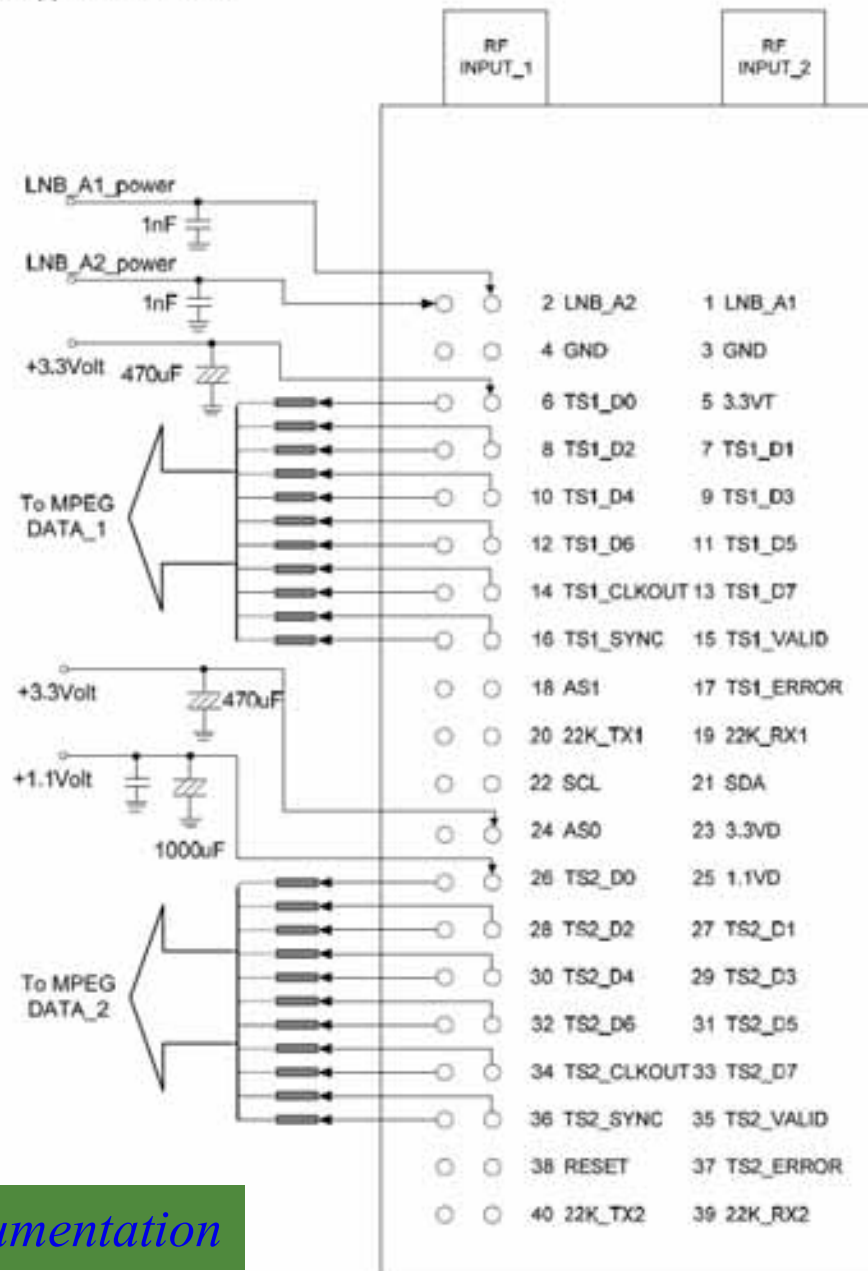 RF
INPUT_1
RF
INPUT_2
LNB_A1_power
1nF
LNB_A2_power
1nF
+3.3Volt 470uF
To MPEG
DATA_1
+3.3Volt
470uF
+1.1Volt
1000uF
To MPEG
DATA_2
2 LNB_A2 1 LNB_A1
4 GND 3 GND
6 TS1_D0 5 3.3VT
8 TS1_D2 7 TS1_D1
10 TS1_D4 9 TS1_D3
12 TS1_D6 11 TS1_D5
14 TS1_CLKOUT 13 TS1_D7
16 TS1_SYNC 15 TS1_VALID
18 AS1 17 TS1_ERROR
20 22K_TX1 19 22K_RX1
22 SCL 21 SDA
24 AS0 23 3.3VD
26 TS2_D0 25 1.1VD
28 TS2_D2 27 TS2_D1
30 TS2_D4 29 TS2_D3
32 TS2_D6 31 TS2_D5
34 TS2_CLKOUT 33 TS2_D7
36 TS2_SYNC 35 TS2_VALID
38 RESET 37 TS2_ERROR
40 22K_TX2 39 22K_RX2
umentation